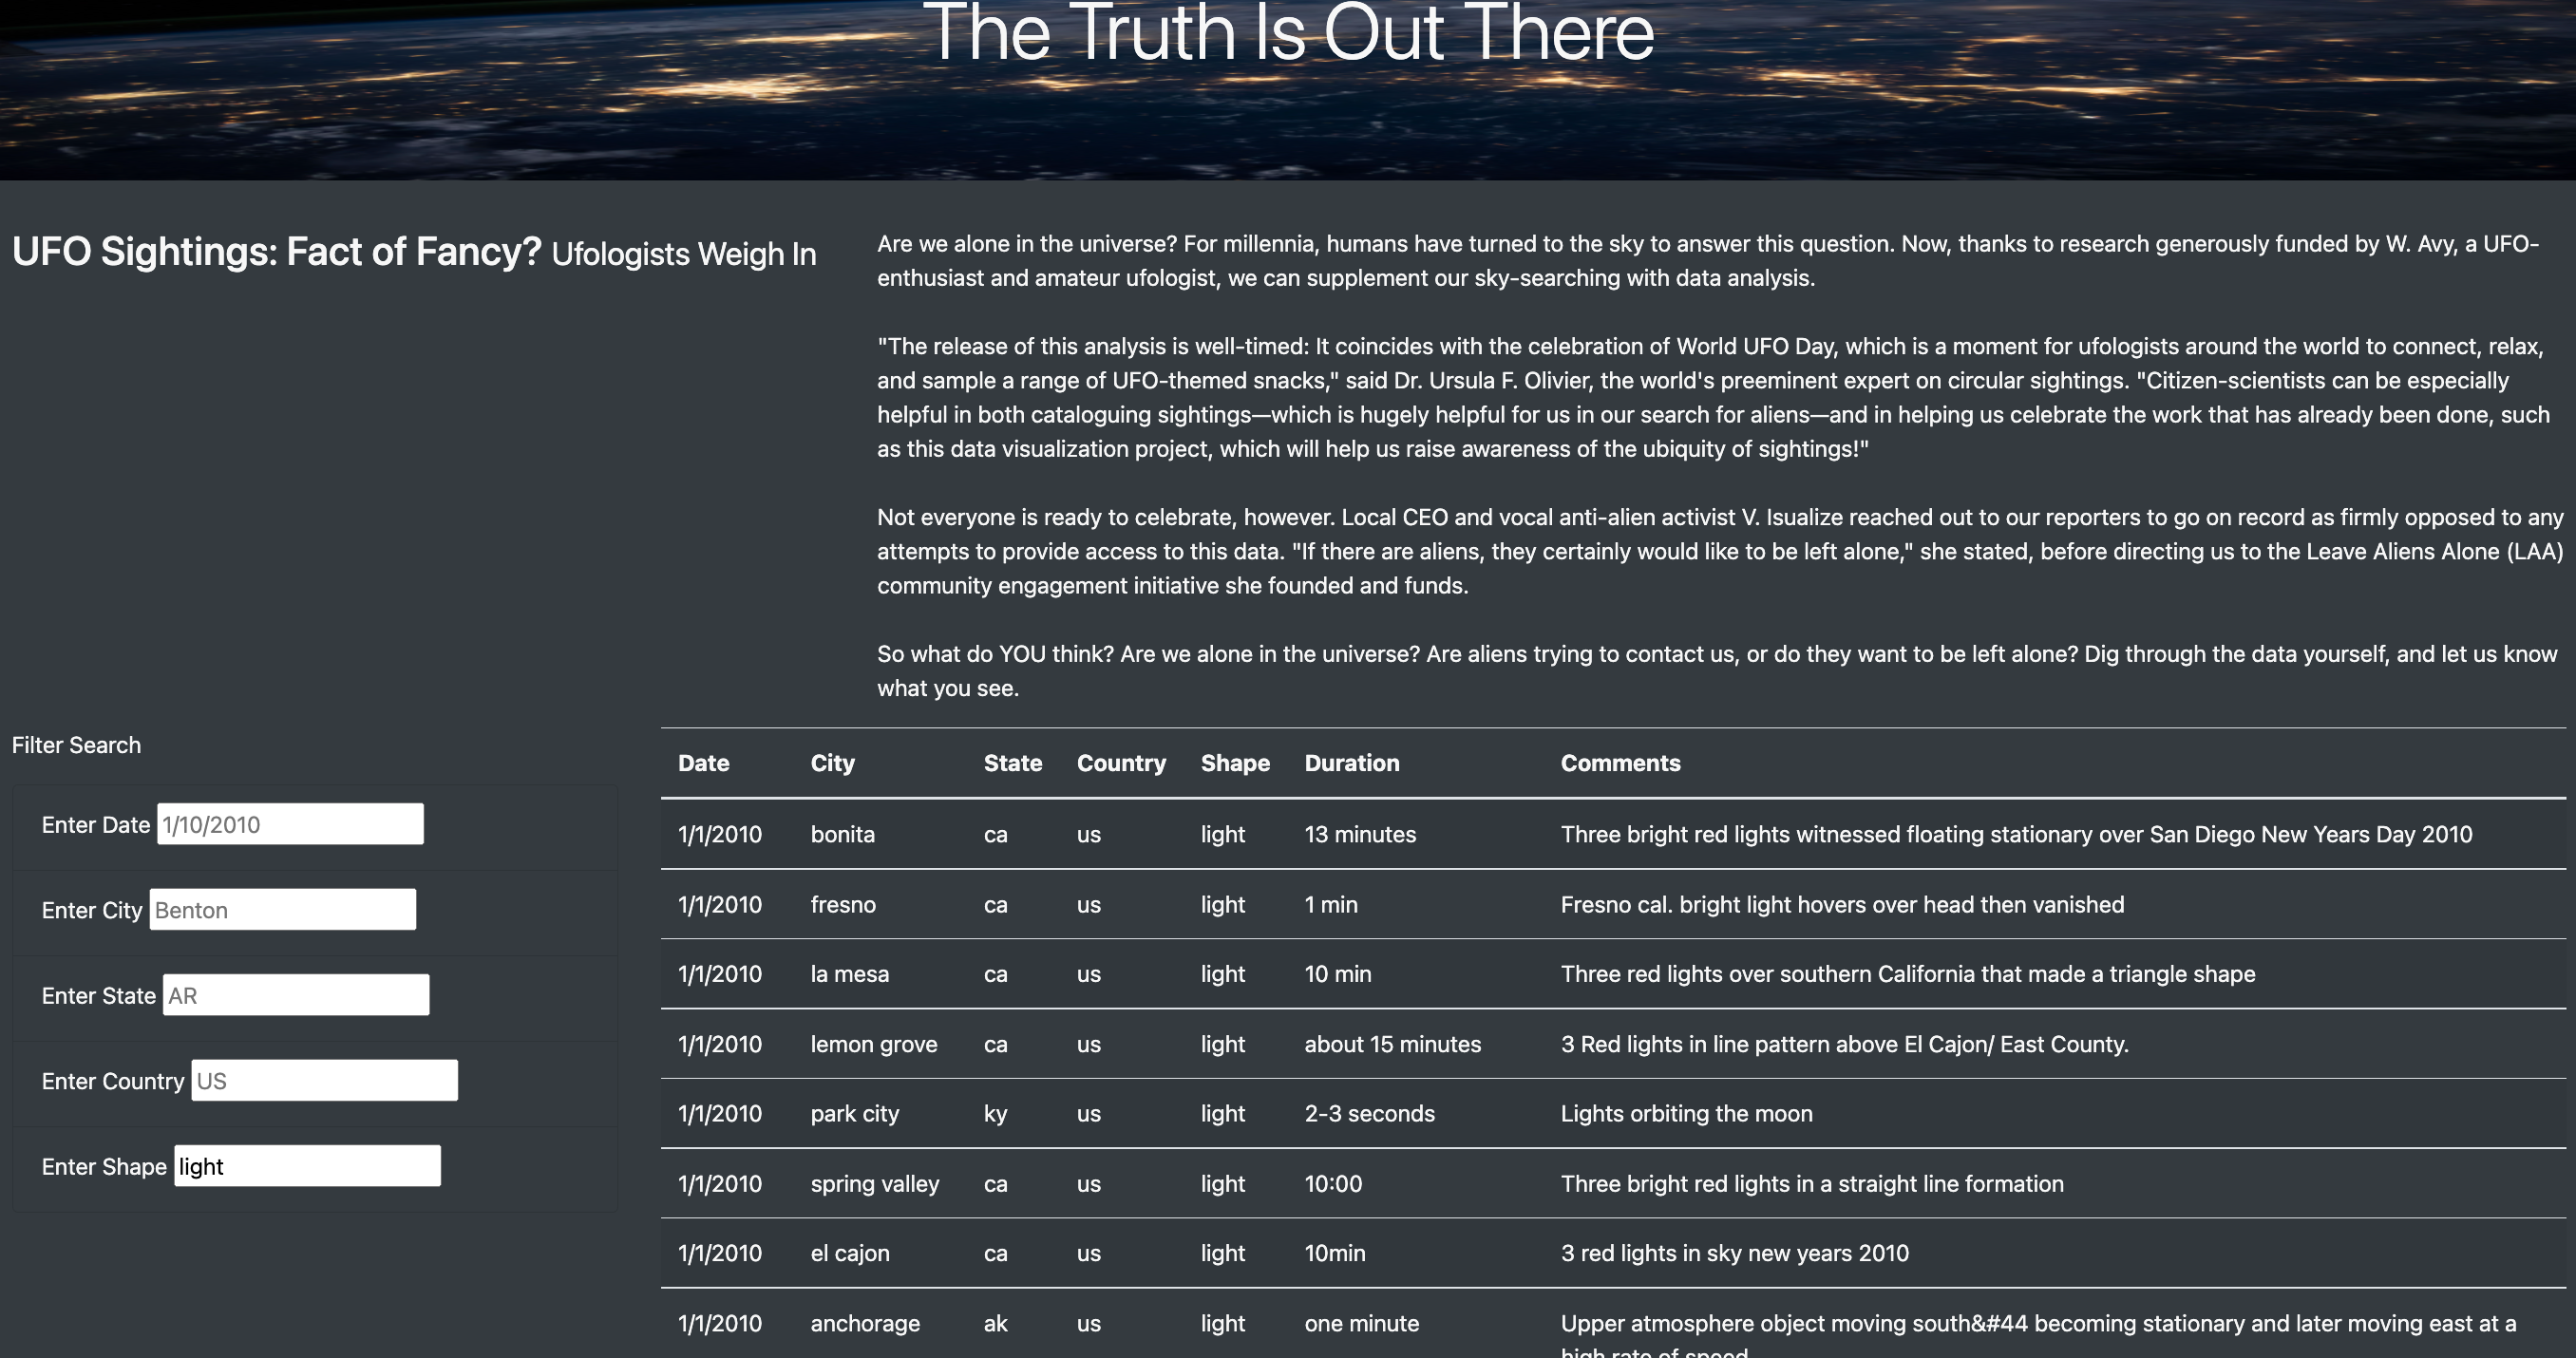 The Truth Is Out There
UFO Sightings: Fact of Fancy? Ufologists Weigh In
Are we alone in the universe? For millennia, humans have turned to the sky to answer this question. Now, thanks to research generously funded by W. Avy, a UFO-
enthusiast and amateur ufologist, we can supplement our sky-searching with data analysis.
"The release of this analysis is well-timed: It coincides with the celebration of World UFO Day, which is a moment for ufologists around the world to connect, relax,
and sample a range of UFO-themed snacks," said Dr. Ursula F. Olivier, the world's preeminent expert on circular sightings. "Citizen-scientists can be especially
helpful in both cataloguing sightings—which is hugely helpful for us in our search for aliens—and in helping us celebrate the work that has already been done, such
as this data visualization project, which will help us raise awareness of the ubiquity of sightings!"
Not everyone is ready to celebrate, however. Local CEO and vocal anti-alien activist V. Isualize reached out to our reporters to go on record as firmly opposed to any
attempts to provide access to this data. "If there are aliens, they certainly would like to be left alone," she stated, before directing us to the Leave Aliens Alone (LAA)
community engagement initiative she founded and funds.
So what do YOU think? Are we alone in the universe? Are aliens trying to contact us, or do they want to be left alone? Dig through the data yourself, and let us know
what you see.
Filter Search
Enter Date 1/10/2010
Enter City Benton
Enter State AR
Enter Country US
Enter Shape light
Date City State Country Shape Duration Comments
1/1/2010 bonita ca us light 13 minutes Three bright red lights witnessed floating stationary over San Diego New Years Day 2010
1/1/2010 fresno ca us light 1 min Fresno cal. bright light hovers over head then vanished
1/1/2010 la mesa ca us light 10 min Three red lights over southern California that made a triangle shape
1/1/2010 lemon grove ca us light about 15 minutes 3 Red lights in line pattern above El Cajon/ East County.
1/1/2010 park city ky us light 2-3 seconds Lights orbiting the moon
1/1/2010 spring valley ca us light 10:00 Three bright red lights in a straight line formation
1/1/2010 el cajon ca us light 10min 3 red lights in sky new years 2010
1/1/2010 anchorage ak us light one minute Upper atmosphere object moving south&#44 becoming stationary and later moving east at a
high rate of speed